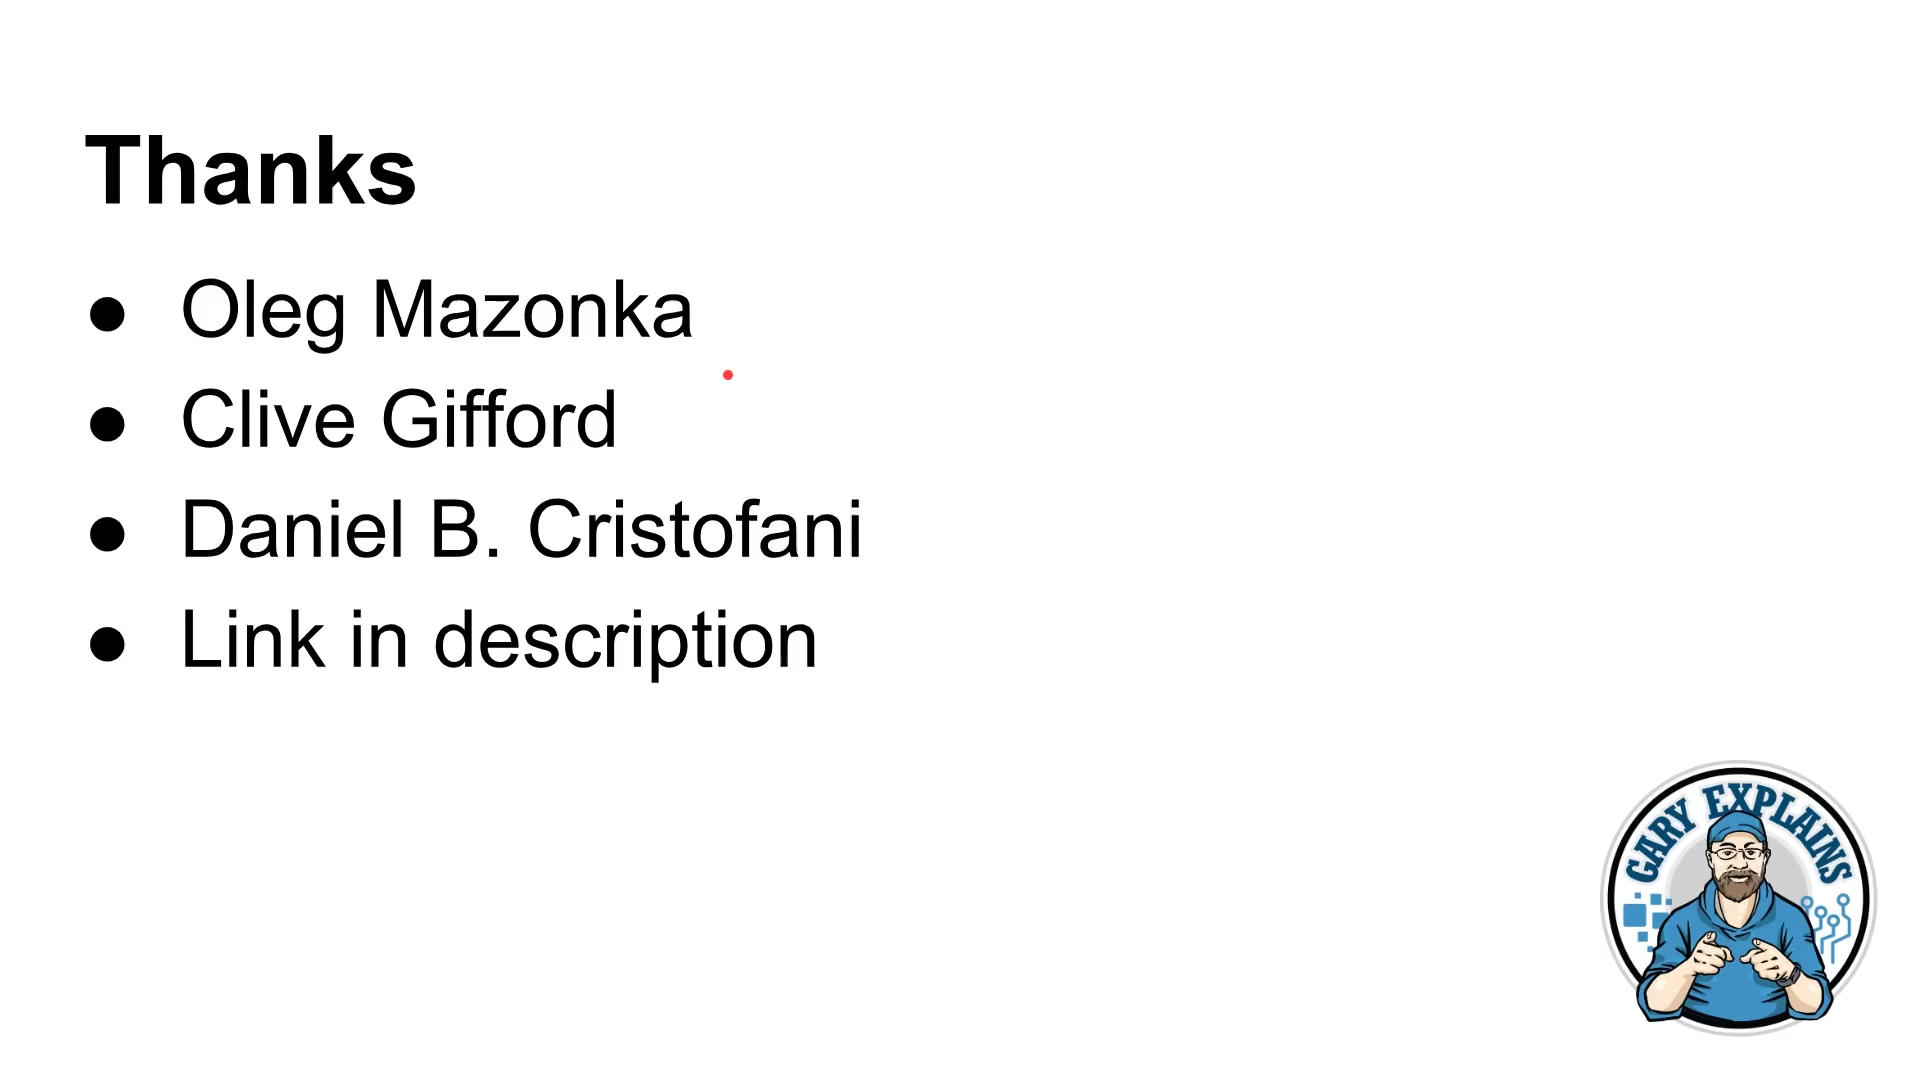 Thanks
● Oleg Mazonka
● Clive Gifford
● Daniel B. Cristofani
● Link in description
GARY EXPLAINS